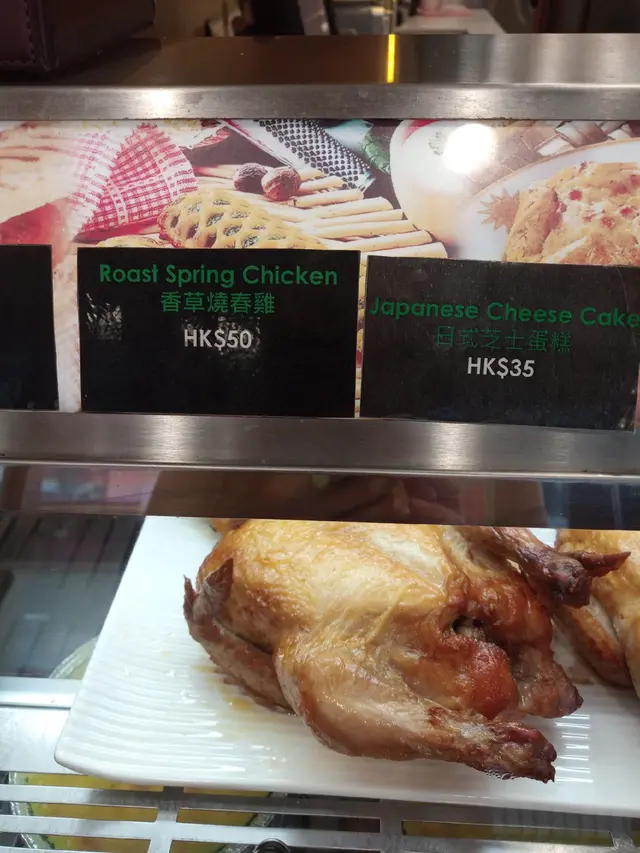 Roast Spring Chicken
香草燒春雞
HK$50
Japanese Cheese Cake
日式芝士蛋糕
HK$35